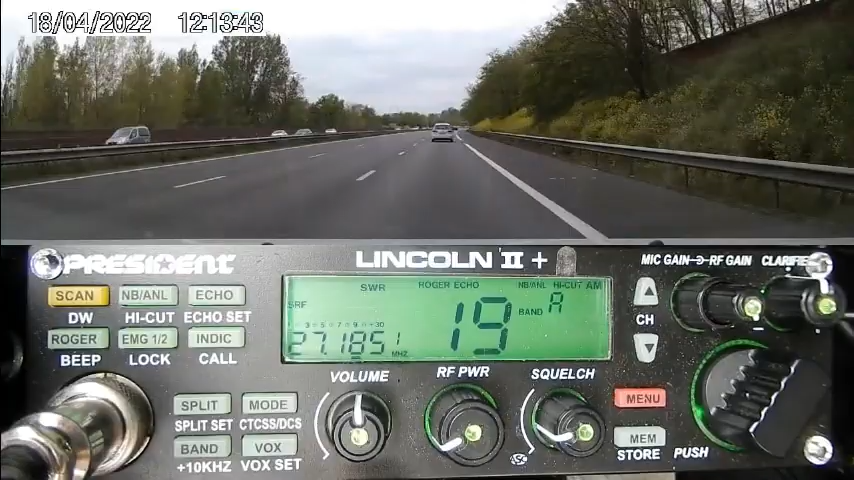 18/04/2022 12:13:43
PRESIDENT
LINCOLN II +
MIC GAIN RF GAIN CLARIFIER
SCAN NB/ANL ECHO
DW HI-CUT ECHO SET
ROGER EMG 1/2 INDIC
BEEP LOCK CALL
SWR ROGER ECHO NB/ANL HI-CUT AM
SRF
19 BAND A
27.1851 MHZ
CH
VOLUME RF PWR SQUELCH
SPLIT MODE
SPLIT SET CTCSS/DCS
BAND VOX
+10KHZ VOX SET
MENU
MEM
STORE
PUSH
ASC